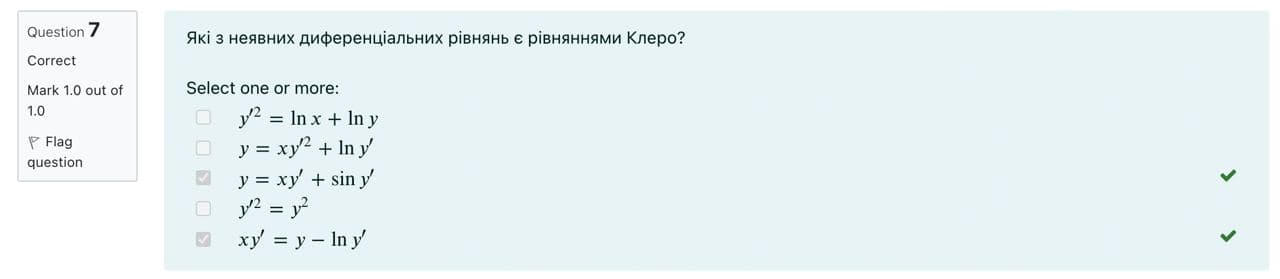 Question 7
Correct
Mark 1.0 out of
1.0
Flag
question
Які з неявних диференціальних рівнянь є рівняннями Клеро?
Select one or more:
y′² = ln x + ln y
y = xy′² + ln y′
y = xy′ + sin y′
y′² = y²
xy′ = y − ln y′